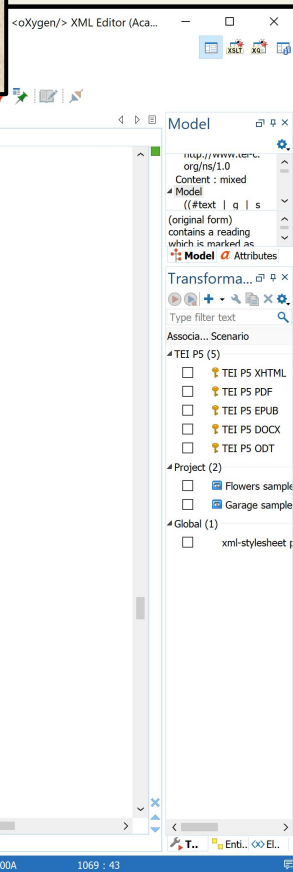 <oXygen/> XML Editor (Aca...
XSLT XQ
Model
http://www.tei-c.
org/ns/1.0
Content : mixed
Model
((#text | q | s
(original form)
contains a reading
which is marked as
Model a Attributes
Transforma...
Type filter text
Associa... Scenario
TEI P5 (5)
TEI P5 XHTML
TEI P5 PDF
TEI P5 EPUB
TEI P5 DOCX
TEI P5 ODT
Project (2)
Flowers sample
Garage sample
Global (1)
xml-stylesheet p
T.. Enti.. El..
00A 1069 : 43